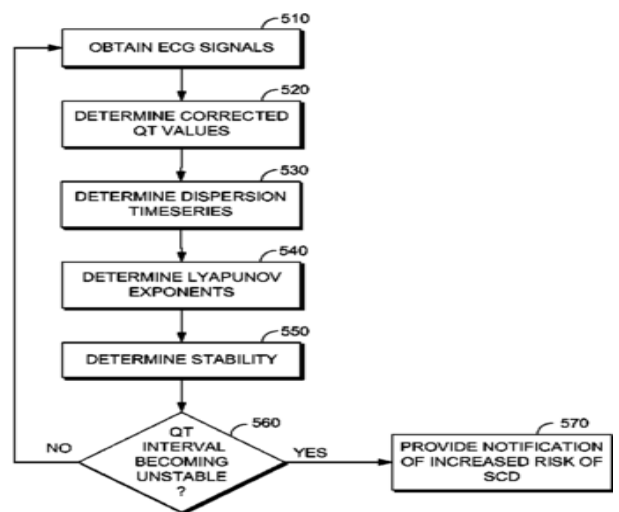 510
OBTAIN ECG SIGNALS
520
DETERMINE CORRECTED
QT VALUES
530
DETERMINE DISPERSION
TIMESERIES
540
DETERMINE LYAPUNOV
EXPONENTS
550
DETERMINE STABILITY
560
QT
INTERVAL
BECOMING
UNSTABLE
?
NO
YES
570
PROVIDE NOTIFICATION
OF INCREASED RISK OF
SCD